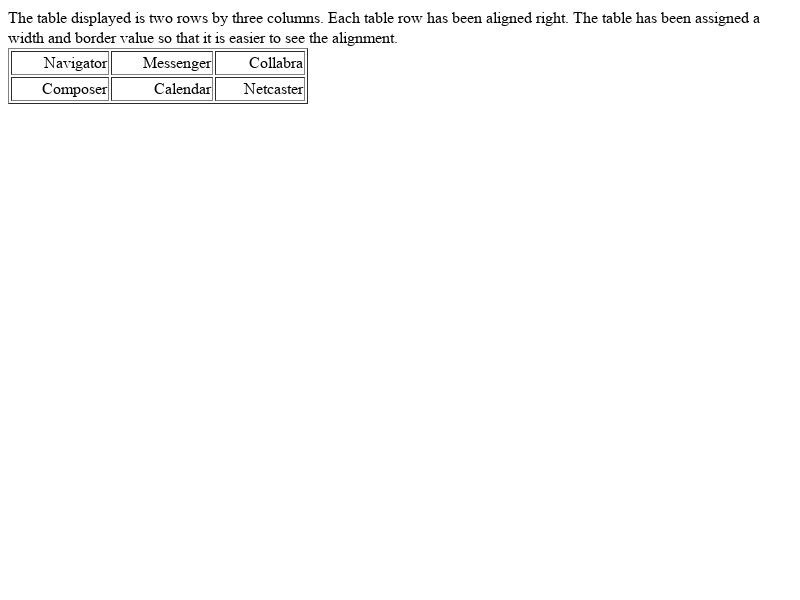 The table displayed is two rows by three columns. Each table row has been aligned right. The table has been assigned a
width and border value so that it is easier to see the alignment.
Navigator Messenger Collabra
Composer Calendar Netcaster